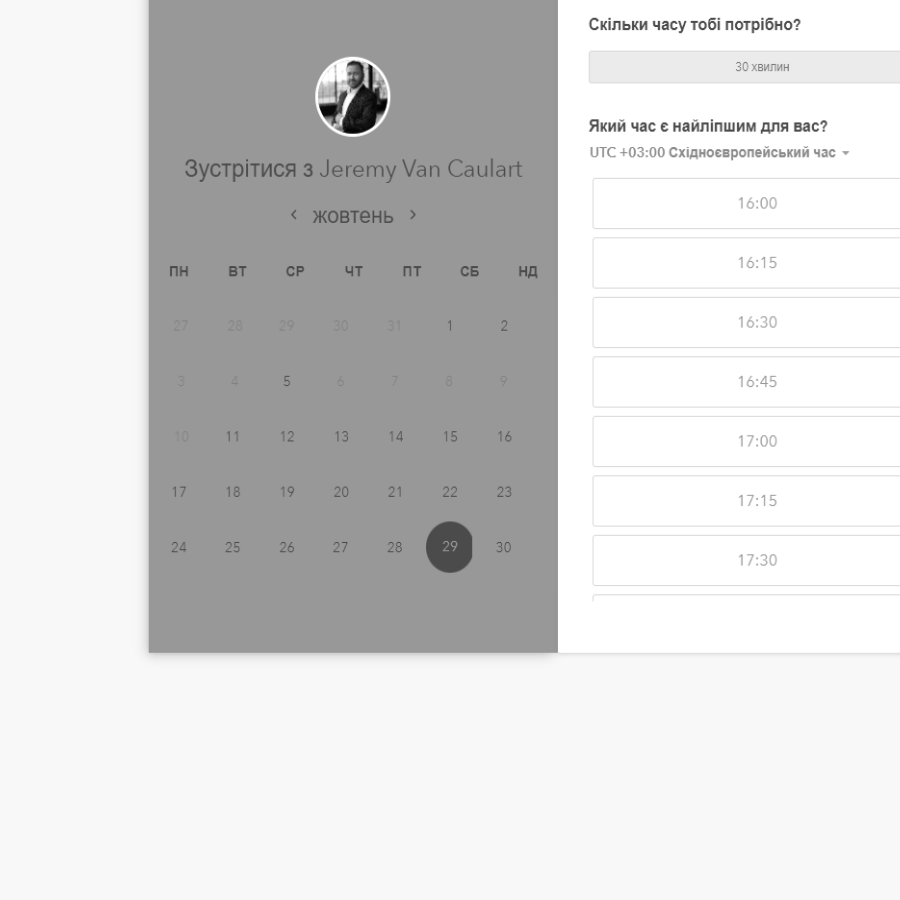 Зустрітися з Jeremy Van Caulart
‹ жовтень ›
ПН ВТ СР ЧТ ПТ СБ НД
27 28 29 30 31 1 2
3 4 5 6 7 8 9
10 11 12 13 14 15 16
17 18 19 20 21 22 23
24 25 26 27 28 29 30
Скільки часу тобі потрібно?
30 хвилин
Який час є найліпшим для вас?
UTC +03:00 Східноєвропейський час
16:00
16:15
16:30
16:45
17:00
17:15
17:30